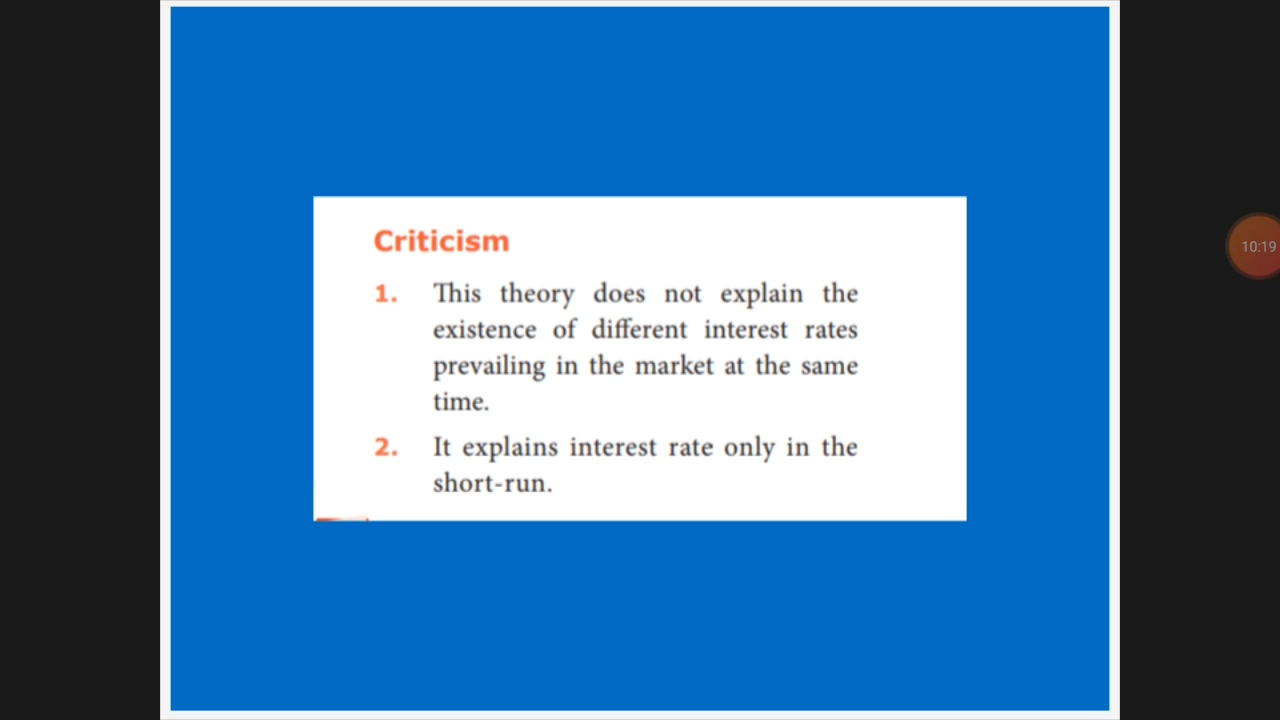 Criticism
1. This theory does not explain the
existence of different interest rates
prevailing in the market at the same
time.
2. It explains interest rate only in the
short-run.
10:19